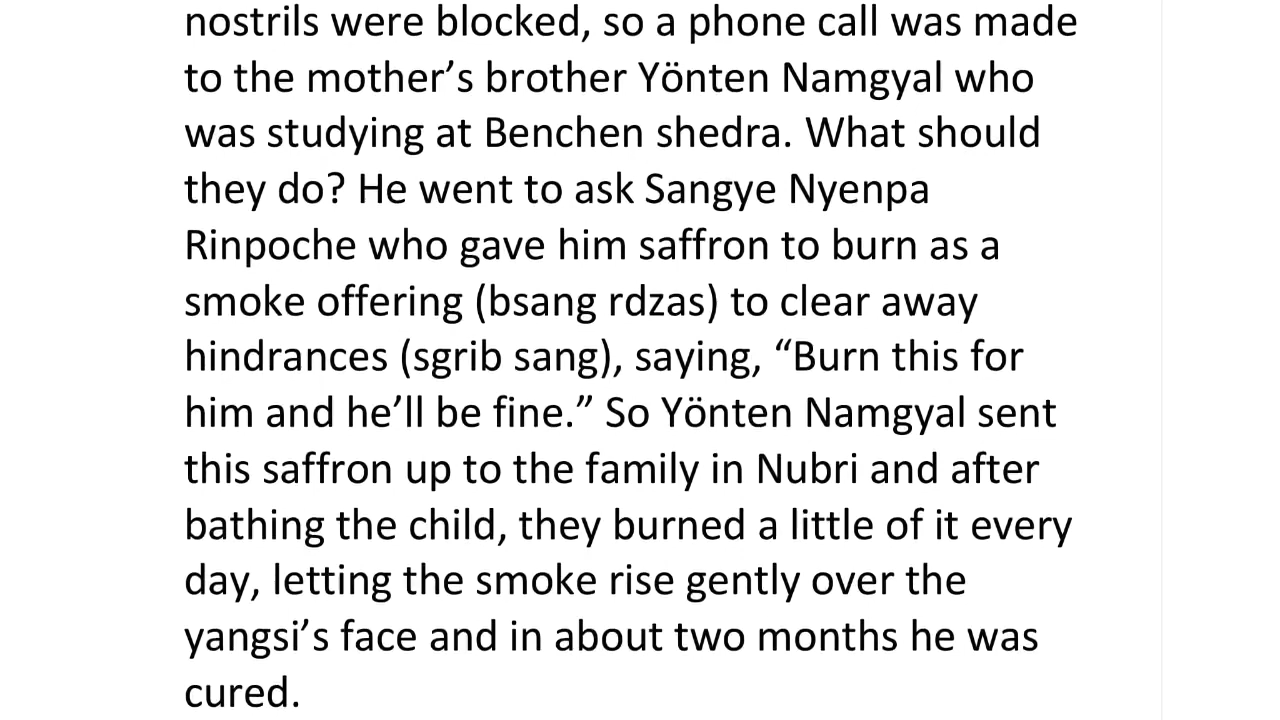 nostrils were blocked, so a phone call was made
to the mother’s brother Yönten Namgyal who
was studying at Benchen shedra. What should
they do? He went to ask Sangye Nyenpa
Rinpoche who gave him saffron to burn as a
smoke offering (bsang rdzas) to clear away
hindrances (sgrib sang), saying, “Burn this for
him and he’ll be fine.” So Yönten Namgyal sent
this saffron up to the family in Nubri and after
bathing the child, they burned a little of it every
day, letting the smoke rise gently over the
yangsi’s face and in about two months he was
cured.